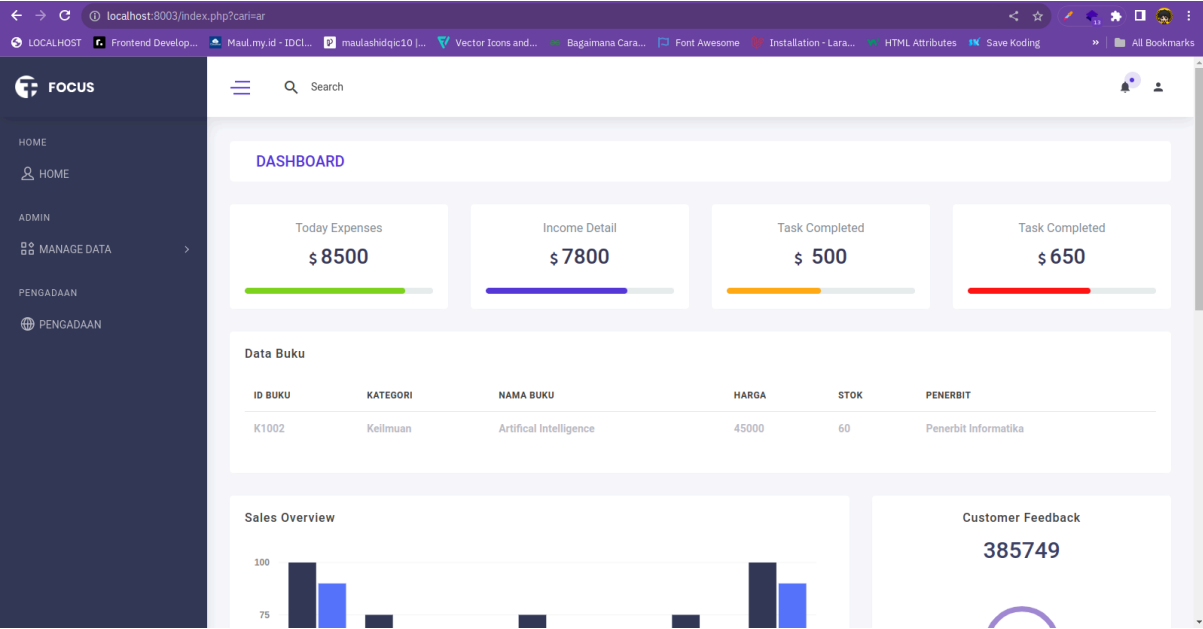 localhost:8003/index.php?cari=ar
13
LOCALHOST Frontend Develop... Maul.my.id - IDCl... maulashidqic10 |... Vector Icons and... Bagaimana Cara... Font Awesome Installation - Lara... HTML Attributes Save Koding » All Bookmarks
FOCUS
Search
HOME
HOME
ADMIN
MANAGE DATA
PENGADAAN
PENGADAAN
DASHBOARD
Today Expenses
$ 8500
Income Detail
$ 7800
Task Completed
$ 500
Task Completed
$ 650
Data Buku
ID BUKU KATEGORI NAMA BUKU HARGA STOK PENERBIT
K1002 Keilmuan Artifical Intelligence 45000 60 Penerbit Informatika
Sales Overview
100
75
Customer Feedback
385749